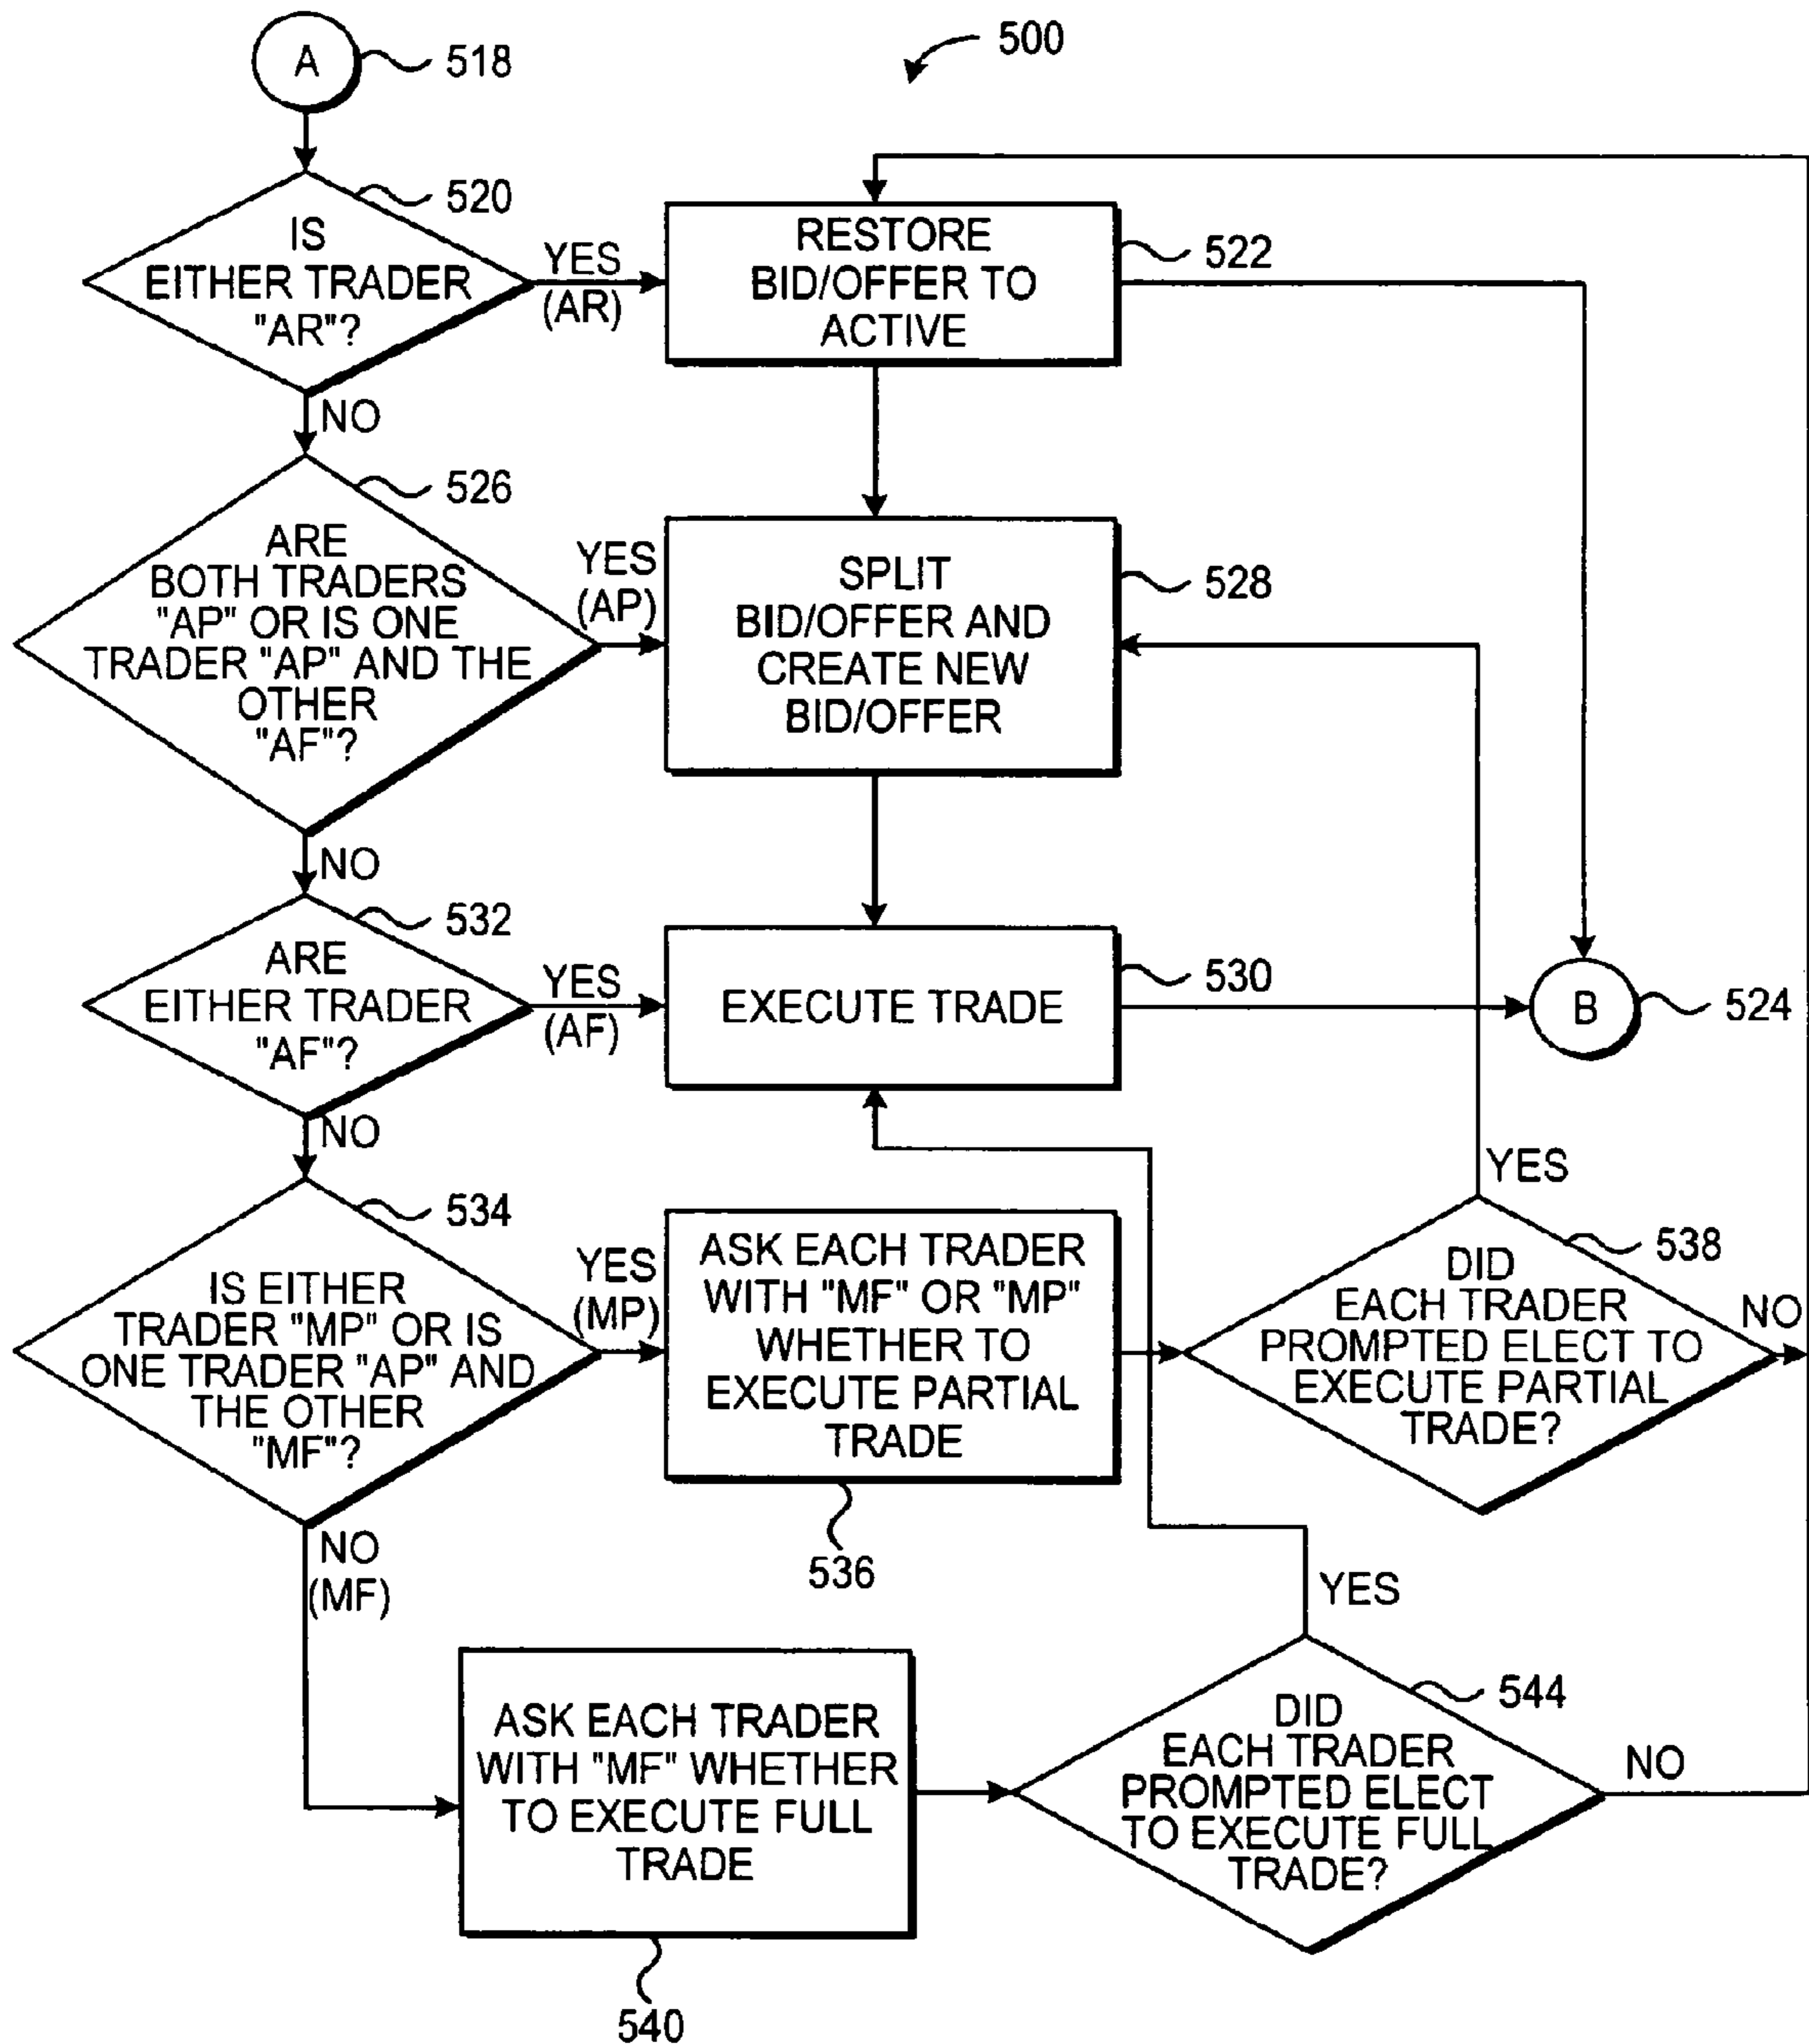 A
518
500
520
IS
EITHER TRADER
"AR"?
YES
(AR)
RESTORE
BID/OFFER TO
ACTIVE
522
NO
526
ARE
BOTH TRADERS
"AP" OR IS ONE
TRADER "AP" AND THE
OTHER
"AF"?
YES
(AP)
SPLIT
BID/OFFER AND
CREATE NEW
BID/OFFER
528
NO
532
ARE
EITHER TRADER
"AF"?
YES
(AF)
EXECUTE TRADE
530
B
524
NO
534
IS EITHER
TRADER "MP" OR IS
ONE TRADER "AP" AND
THE OTHER
"MF"?
YES
(MP)
ASK EACH TRADER
WITH "MF" OR "MP"
WHETHER TO
EXECUTE PARTIAL
TRADE
536
YES
538
DID
EACH TRADER
PROMPTED ELECT TO
EXECUTE PARTIAL
TRADE?
NO
NO
(MF)
ASK EACH TRADER
WITH "MF" WHETHER
TO EXECUTE FULL
TRADE
540
YES
544
DID
EACH TRADER
PROMPTED ELECT
TO EXECUTE FULL
TRADE?
NO